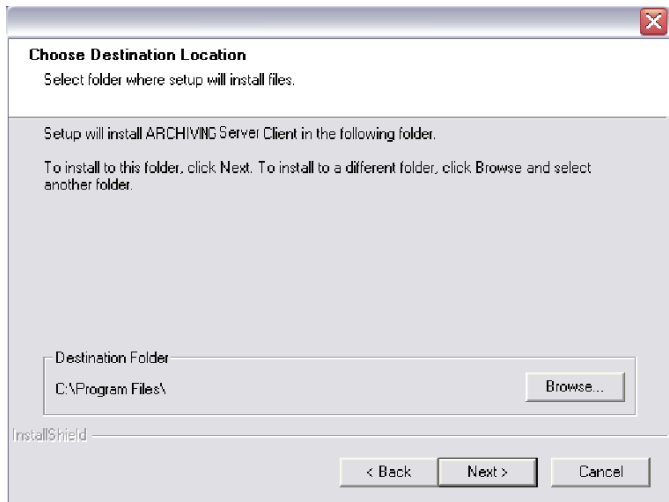 Choose Destination Location
Select folder where setup will install files.
Setup will install ARCHIVING Server Client in the following folder.
To install to this folder, click Next. To install to a different folder, click Browse and select
another folder.
Destination Folder
C:\Program Files\
Browse...
InstallShield
< Back
Next >
Cancel